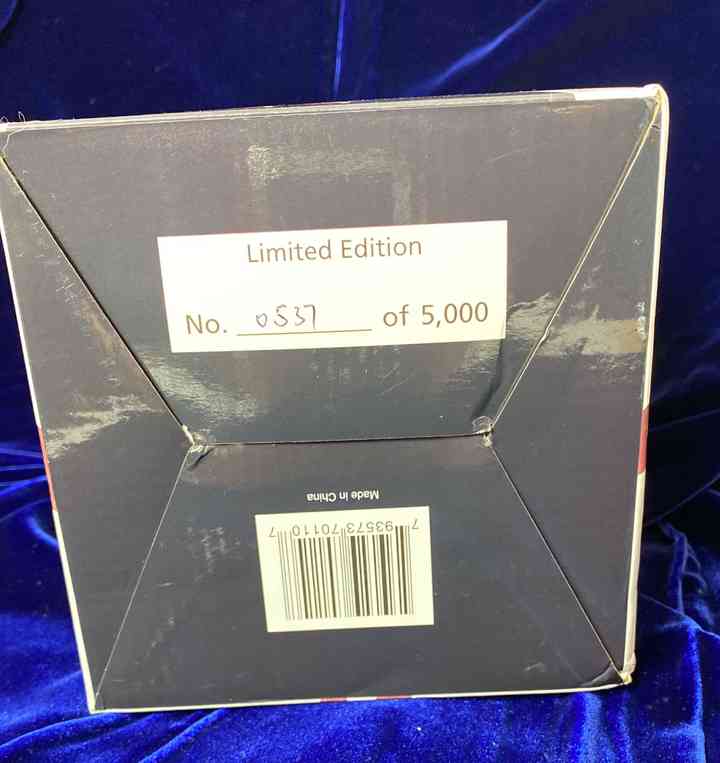 Limited Edition
No. 0537 of 5,000
Made in China
7 93573 70110 7